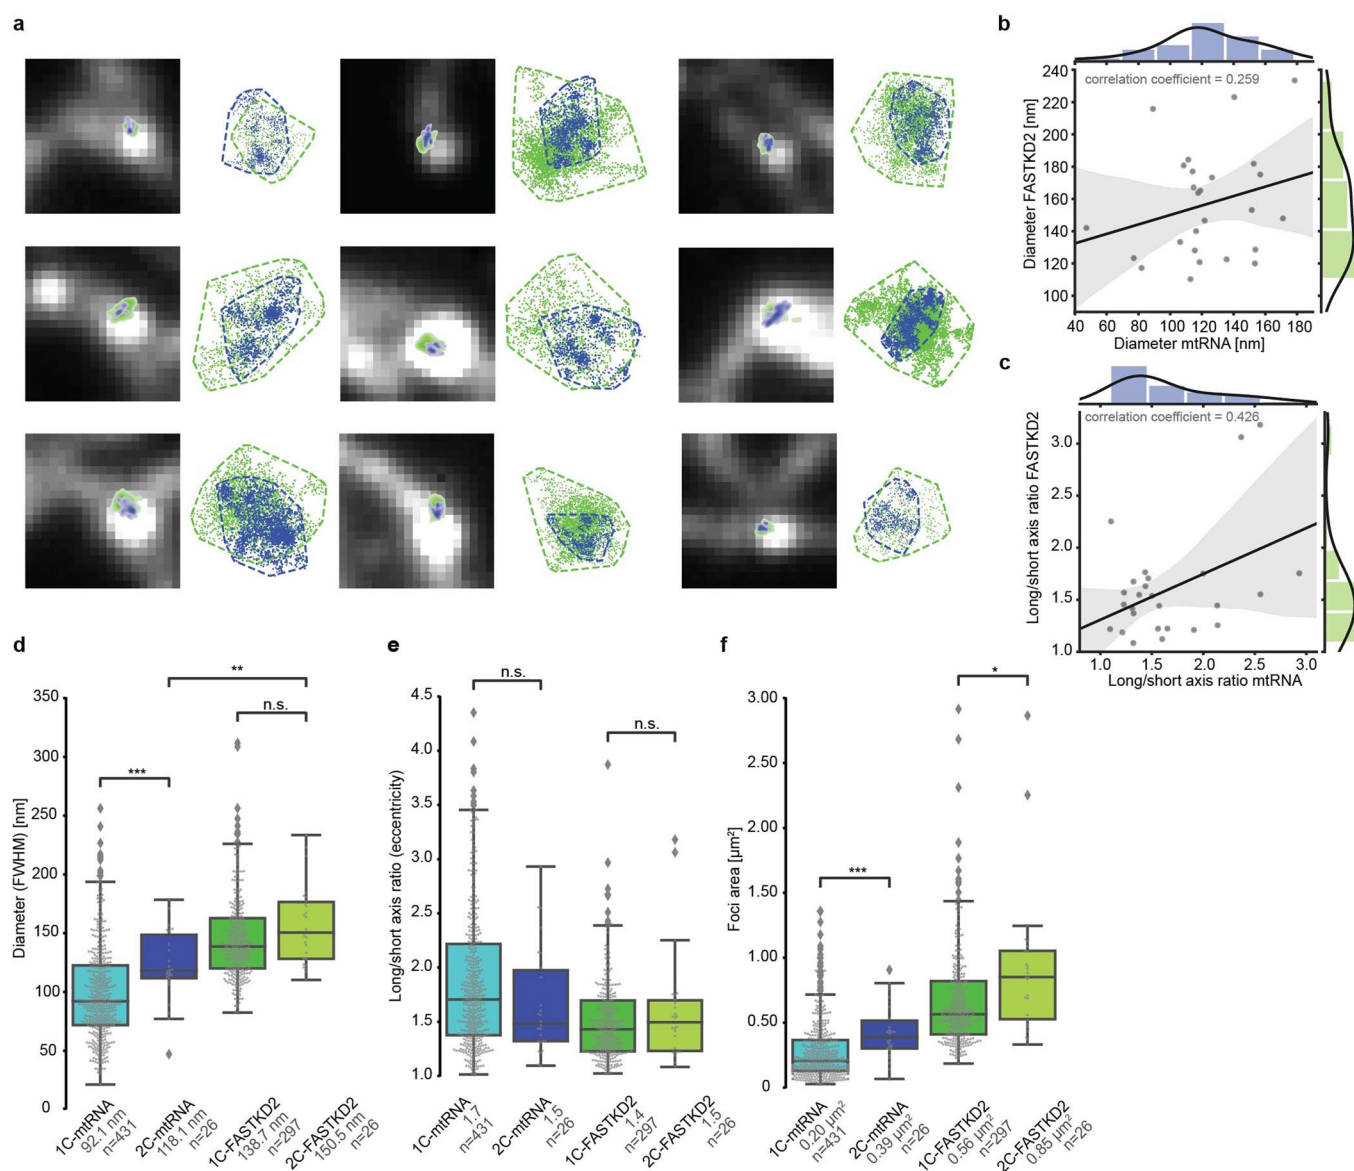 a
b
correlation coefficient = 0.259
240
220
200
180
160
140
120
100
Diameter FASTKD2 [nm]
40 60 80 100 120 140 160 180
Diameter mtRNA [nm]
c
correlation coefficient = 0.426
3.0
2.5
2.0
1.5
1.0
Long/short axis ratio FASTKD2
1.0 1.5 2.0 2.5 3.0
Long/short axis ratio mtRNA
d
**
n.s.
***
350
300
250
200
150
100
50
0
Diameter (FWHM) [nm]
1C-mtRNA
92.1 nm
n=431
2C-mtRNA
118.1 nm
n=26
1C-FASTKD2
138.7 nm
n=297
2C-FASTKD2
150.5 nm
n=26
e
n.s.
n.s.
4.5
4.0
3.5
3.0
2.5
2.0
1.5
1.0
Long/short axis ratio (eccentricity)
1C-mtRNA
1.7
n=431
2C-mtRNA
1.5
n=26
1C-FASTKD2
1.4
n=297
2C-FASTKD2
1.5
n=26
f
*
***
3.00
2.00
1.50
1.00
0.50
0
Foci area [µm²]
1C-mtRNA
0.20 µm²
n=431
2C-mtRNA
0.39 µm²
n=26
1C-FASTKD2
0.56 µm²
n=297
2C-FASTKD2
0.85 µm²
n=26